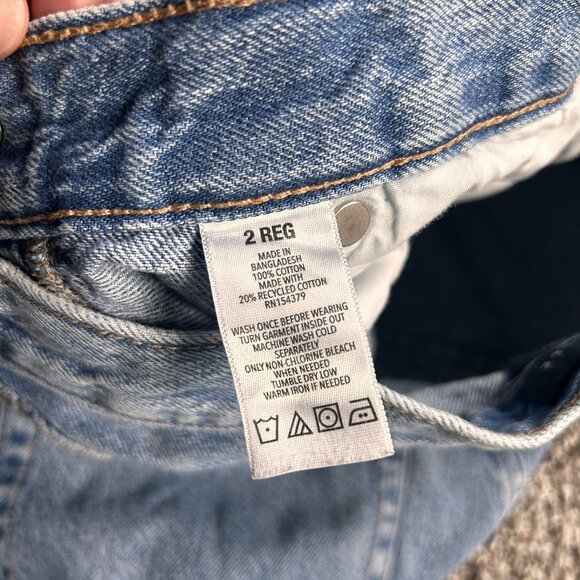 2 REG
MADE IN
BANGLADESH
100% COTTON
MADE WITH
20% RECYCLED COTTON
RN154379
WASH ONCE BEFORE WEARING
TURN GARMENT INSIDE OUT
MACHINE WASH COLD
SEPARATELY
ONLY NON-CHLORINE BLEACH
WHEN NEEDED
TUMBLE DRY LOW
WARM IRON IF NEEDED